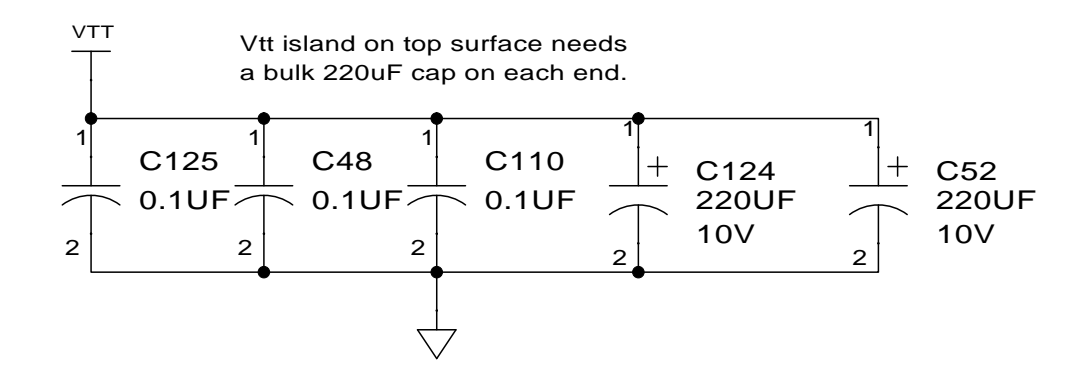 VTT
Vtt island on top surface needs
a bulk 220uF cap on each end.
1
1
1
1
1
C125
0.1UF
C48
0.1UF
C110
0.1UF
+
C124
220UF
10V
+
C52
220UF
10V
2
2
2
2
2